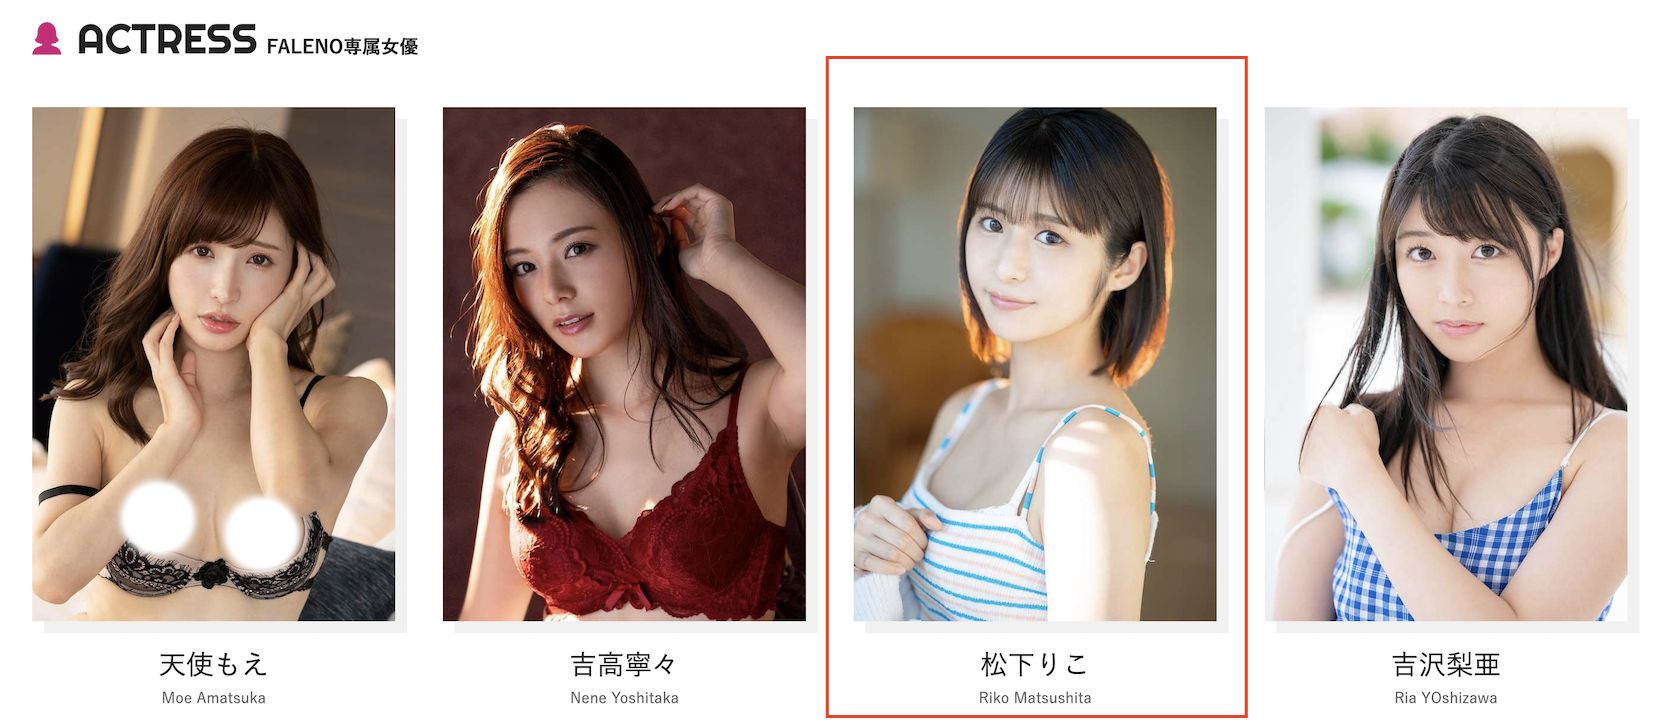 ACTRESS FALENO専属女優
天使もえ
Moe Amatsuka
吉高寧々
Nene Yoshitaka
松下りこ
Riko Matsushita
吉沢梨亜
Ria YOshizawa